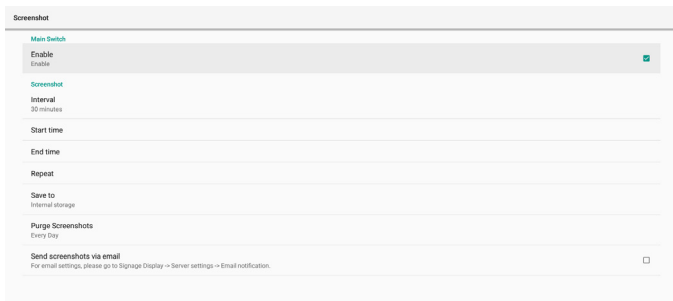 Screenshot
Main Switch
Enable
Enable
Screenshot
Interval
30 minutes
Start time
End time
Repeat
Save to
Internal storage
Purge Screenshots
Every Day
Send screenshots via email
For email settings, please go to Signage Display -> Server settings -> Email notification.